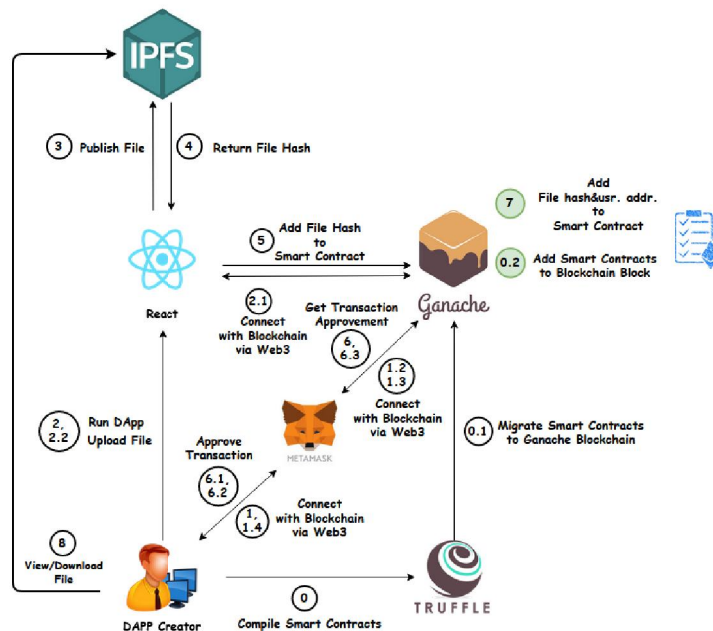 IPFS
3 Publish File
4 Return File Hash
7 Add
File hash&usr. addr.
to
Smart Contract
5 Add File Hash
to
Smart Contract
0.2 Add Smart Contracts
to Blockchain Block
React
2.1
Connect
with Blockchain
via Web3
Ganache
Get Transaction
Approvement
6,
6.3
1.2
1.3
Connect
with Blockchain
via Web3
2,
2.2
Run DApp
Upload File
METAMASK
0.1 Migrate Smart Contracts
to Ganache Blockchain
Approve
Transaction
6.1,
6.2
1,
1.4
Connect
with Blockchain
via Web3
8
View/Download
File
DAPP Creator
0
Compile Smart Contracts
TRUFFLE